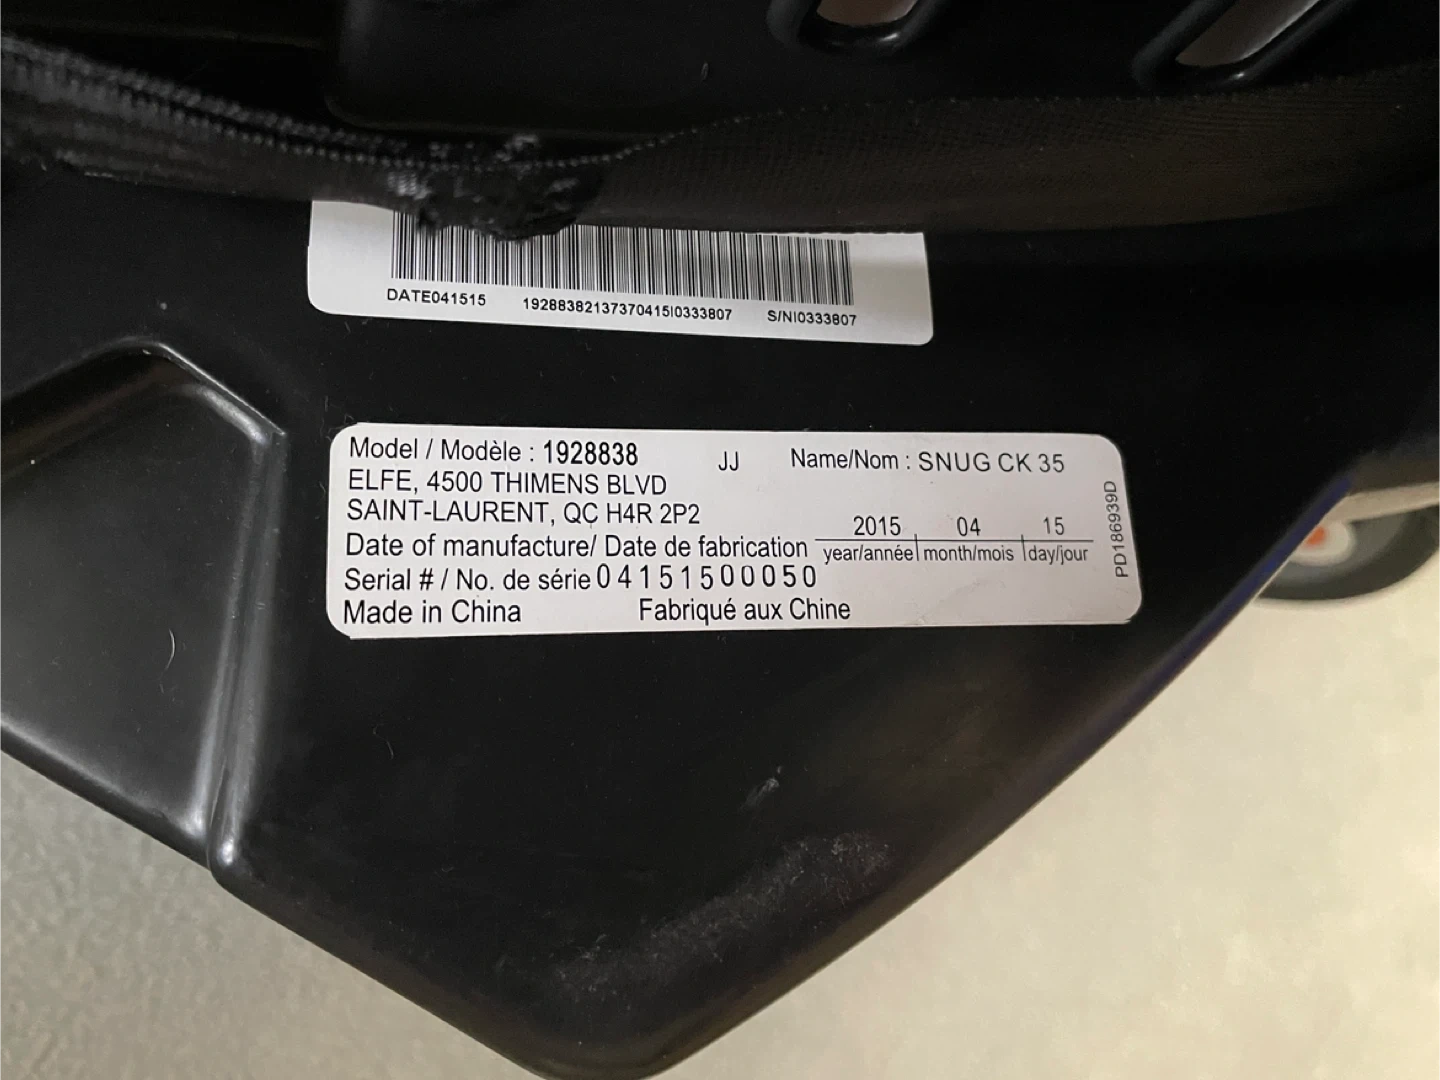 DATE041515 19288382137370415I0333807 S/NI0333807
Model / Modèle : 1928838 JJ Name/Nom : SNUG CK 35
ELFE, 4500 THIMENS BLVD
SAINT-LAURENT, QC H4R 2P2
2015 04 15
Date of manufacture/ Date de fabrication year/année month/mois day/jour
Serial # / No. de série 04151500050
Made in China Fabriqué aux Chine
PD186939D